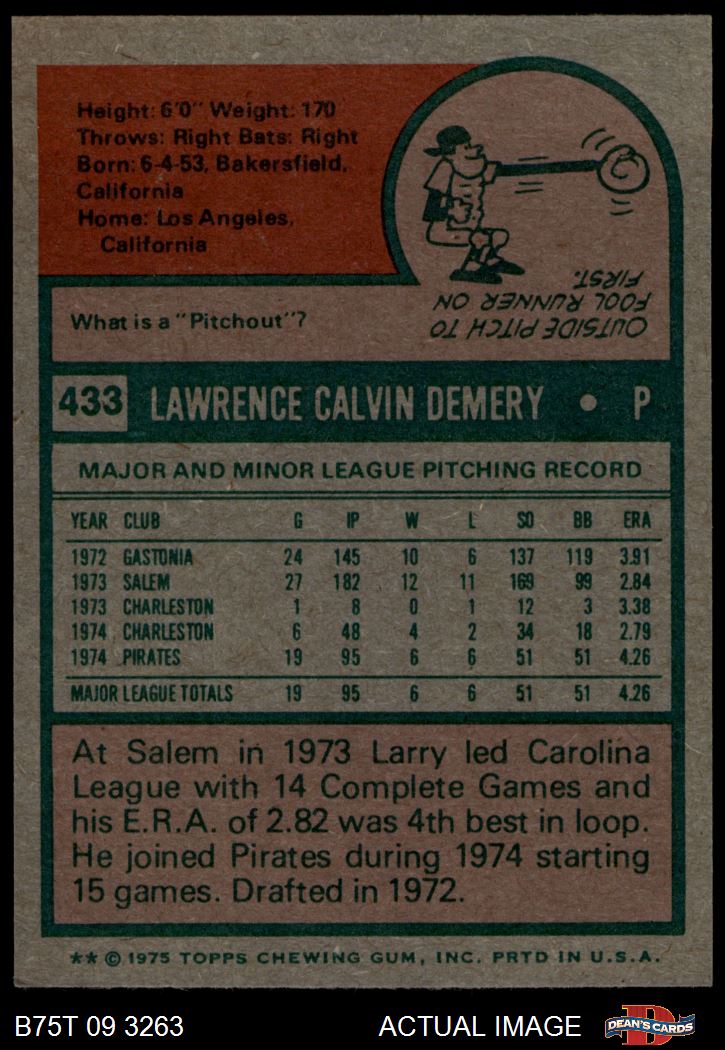 Height: 6'0" Weight: 170
Throws: Right Bats: Right
Born: 6-4-53, Bakersfield,
California
Home: Los Angeles,
California
What is a "Pitchout"?
OUTSIDE PITCH TO
FOOL RUNNER ON
FIRST.
433 LAWRENCE CALVIN DEMERY • P
MAJOR AND MINOR LEAGUE PITCHING RECORD
YEAR CLUB G IP W L SO BB ERA
1972 GASTONIA 24 145 10 6 137 119 3.91
1973 SALEM 27 182 12 11 169 99 2.84
1973 CHARLESTON 1 8 0 1 12 3 3.38
1974 CHARLESTON 6 48 4 2 34 18 2.79
1974 PIRATES 19 95 6 6 51 51 4.26
MAJOR LEAGUE TOTALS 19 95 6 6 51 51 4.26
At Salem in 1973 Larry led Carolina
League with 14 Complete Games and
his E.R.A. of 2.82 was 4th best in loop.
He joined Pirates during 1974 starting
15 games. Drafted in 1972.
** © 1975 TOPPS CHEWING GUM, INC. PRTD IN U.S.A.
B75T 09 3263 ACTUAL IMAGE
D
DEAN'S CARDS